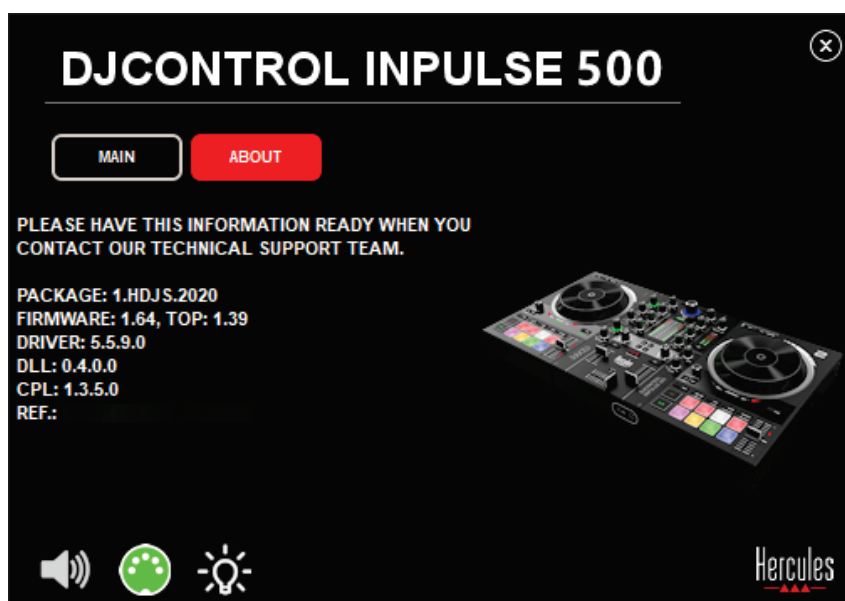 DJCONTROL INPULSE 500
MAIN
ABOUT
PLEASE HAVE THIS INFORMATION READY WHEN YOU
CONTACT OUR TECHNICAL SUPPORT TEAM.
PACKAGE: 1.HDJS.2020
FIRMWARE: 1.64, TOP: 1.39
DRIVER: 5.5.9.0
DLL: 0.4.0.0
CPL: 1.3.5.0
REF.:
Hercules